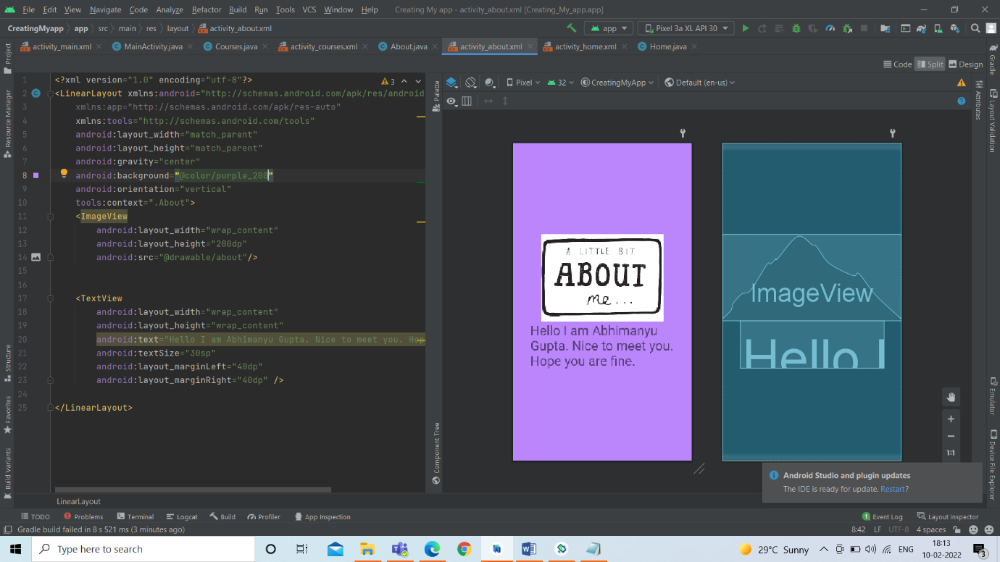 File Edit View Navigate Code Analyze Refactor Build Run Tools VCS Window Help Creating My app - activity_about.xml [Creating_My_app.app]
CreatingMyapp app src main res layout activity_about.xml app Pixel 3a XL API 30
activity_main.xml MainActivity.java Courses.java activity_courses.xml About.java activity_about.xml activity_home.xml Home.java
Code Split Design
Project
Resource Manager
Structure
Favorites
Build Variants
1 <?xml version="1.0" encoding="utf-8"?> 3
2 <LinearLayout xmlns:android="http://schemas.android.com/apk/res/android
3 xmlns:app="http://schemas.android.com/apk/res-auto"
4 xmlns:tools="http://schemas.android.com/tools"
5 android:layout_width="match_parent"
6 android:layout_height="match_parent"
7 android:gravity="center"
8 android:background="@color/purple_200"
9 android:orientation="vertical"
10 tools:context=".About">
11 <ImageView
12 android:layout_width="wrap_content"
13 android:layout_height="200dp"
14 android:src="@drawable/about"/>
15
16
17 <TextView
18 android:layout_width="wrap_content"
19 android:layout_height="wrap_content"
20 android:text="Hello I am Abhimanyu Gupta. Nice to meet you. Hop
21 android:textSize="30sp"
22 android:layout_marginLeft="40dp"
23 android:layout_marginRight="40dp" />
24
25 </LinearLayout>
LinearLayout
Palette
Component Tree
Pixel 32 CreatingMyApp Default (en-us)
A LITTLE BIT
ABOUT
me...
Hello I am Abhimanyu
Gupta. Nice to meet you.
Hope you are fine.
ImageView
Hello I
1:1
Gradle
Attributes
Layout Validation
Emulator
Device File Explorer
Android Studio and plugin updates
The IDE is ready for update. Restart?
TODO Problems Terminal Logcat Build Profiler App Inspection 1 Event Log Layout Inspector
Gradle build failed in 8 s 521 ms (3 minutes ago) 8:42 LF UTF-8 4 spaces
Type here to search 29°C Sunny ENG 18:13
10-02-2022 3